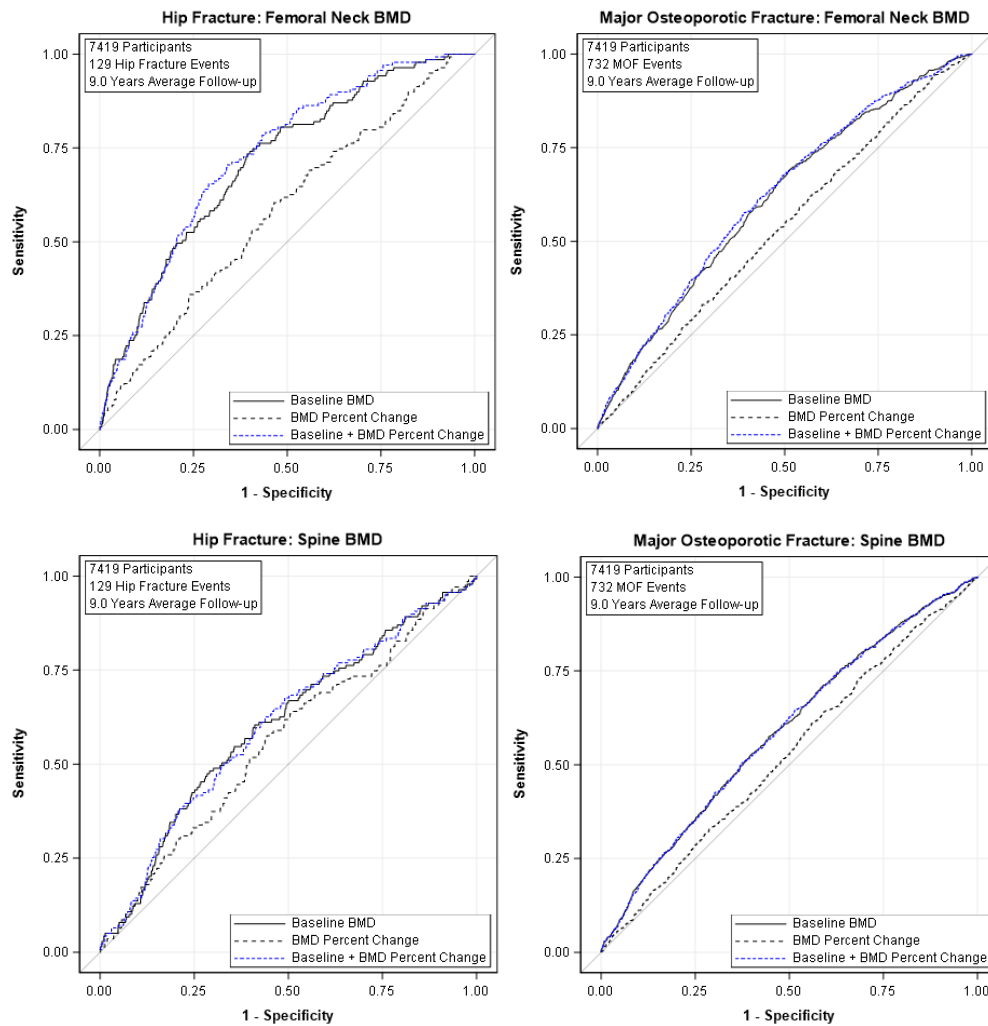 Hip Fracture: Femoral Neck BMD
7419 Participants
129 Hip Fracture Events
9.0 Years Average Follow-up
1.00
0.75
0.50
0.25
0.00
Sensitivity
Baseline BMD
BMD Percent Change
Baseline + BMD Percent Change
0.00 0.25 0.50 0.75 1.00
1 - Specificity
Major Osteoporotic Fracture: Femoral Neck BMD
7419 Participants
732 MOF Events
9.0 Years Average Follow-up
1.00
0.75
0.50
0.25
0.00
Sensitivity
Baseline BMD
BMD Percent Change
Baseline + BMD Percent Change
0.00 0.25 0.50 0.75 1.00
1 - Specificity
Hip Fracture: Spine BMD
7419 Participants
129 Hip Fracture Events
9.0 Years Average Follow-up
1.00
0.75
0.50
0.25
0.00
Sensitivity
Baseline BMD
BMD Percent Change
Baseline + BMD Percent Change
0.00 0.25 0.50 0.75 1.00
1 - Specificity
Major Osteoporotic Fracture: Spine BMD
7419 Participants
732 MOF Events
9.0 Years Average Follow-up
1.00
0.75
0.50
0.25
0.00
Sensitivity
Baseline BMD
BMD Percent Change
Baseline + BMD Percent Change
0.00 0.25 0.50 0.75 1.00
1 - Specificity